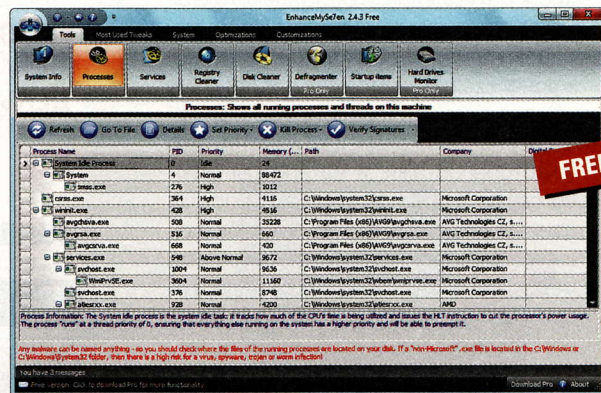 EnhanceMySe7en 2.4.3 Free
Tools Most Used Tweaks System Optimizations Customizations
System Info Processes Services Registry Cleaner Disk Cleaner Defragmenter Startup items Hard Drives Monitor
Pro Only Pro Only
Processes: Shows all running processes and threads on this machine
Refresh Go To File Details Set Priority Kill Process Verify Signatures
Process Name PID Priority Memory (... Path Company Digital
FREE
System Idle Process 0 Idle 24
System 4 Normal 88472
smss.exe 276 High 1012
csrss.exe 364 High 4116 C:\Windows\system32\csrss.exe Microsoft Corporation
wininit.exe 428 High 4516 C:\Windows\system32\wininit.exe Microsoft Corporation
avgchsva.exe 508 Normal 35228 C:\Program Files (x86)\AVG9\avgchsva.exe AVG Technologies CZ, s....
avgrsa.exe 516 Normal 660 C:\Program Files (x86)\AVG9\avgrsa.exe AVG Technologies CZ, s....
avgcsrva.exe 668 Normal 420 C:\Program Files (x86)\AVG9\avgcsrva.exe AVG Technologies CZ, s....
services.exe 548 Above Normal 9672 C:\Windows\system32\services.exe Microsoft Corporation
svchost.exe 1004 Normal 9636 C:\Windows\system32\svchost.exe Microsoft Corporation
WmiPrvSE.exe 3604 Normal 11160 C:\Windows\system32\wbem\wmiprvse.exe Microsoft Corporation
svchost.exe 376 Normal 8748 C:\Windows\system32\svchost.exe Microsoft Corporation
atiesrxx.exe 928 Normal 4200 C:\Windows\system32\atiesrxx.exe AMD
Process Information: The System Idle process is the system idle task: it tracks how much of the CPU's time is being utilized and issues the HLT instruction to cut the processor's power usage.
The process "runs" at a thread priority of 0, ensuring that everything else running on the system has a higher priority and will be able to preempt it.
Any malware can be named anything - so you should check where the files of the running processes are located on your disk. If a "non-Microsoft" .exe file is located in the C:\Windows or
C:\Windows\System32 folder, then there is a high risk for a virus, spyware, trojan or worm infection!
You have 3 messages
Free version. Click to download Pro for more functionality. Download Pro About